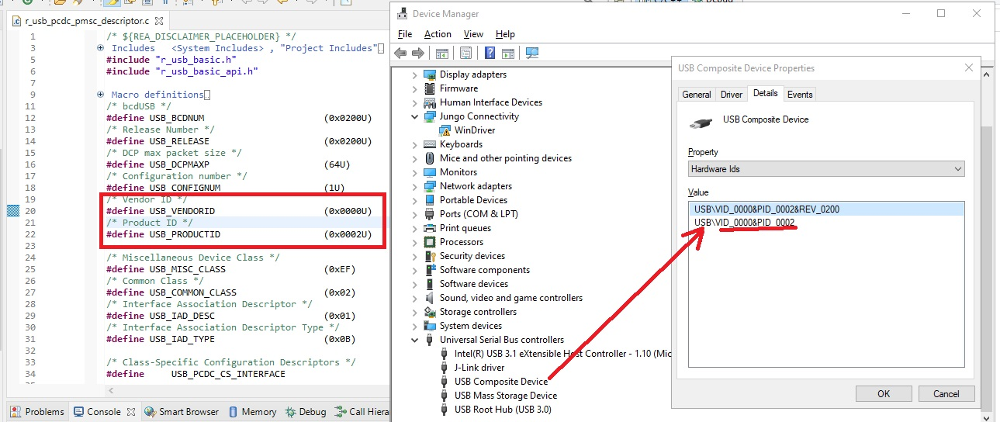 r_usb_pcdc_pmsc_descriptor.c
1 /* ${REA_DISCLAIMER_PLACEHOLDER} */
3 Includes <System Includes> , "Project Includes"
5 #include "r_usb_basic.h"
6 #include "r_usb_basic_api.h"
7
9 Macro definitions
11 /* bcdUSB */
12 #define USB_BCDNUM (0x0200U)
13 /* Release Number */
14 #define USB_RELEASE (0x0200U)
15 /* DCP max packet size */
16 #define USB_DCPMAXP (64U)
17 /* Configuration number */
18 #define USB_CONFIGNUM (1U)
19 /* Vendor ID */
20 #define USB_VENDORID (0x0000U)
21 /* Product ID */
22 #define USB_PRODUCTID (0x0002U)
24 /* Miscellaneous Device Class */
25 #define USB_MISC_CLASS (0xEF)
26 /* Common Class */
27 #define USB_COMMON_CLASS (0x02)
28 /* Interface Association Descriptor */
29 #define USB_IAD_DESC (0x01)
30 /* Interface Association Descriptor Type */
31 #define USB_IAD_TYPE (0x0B)
32
33 /* Class-Specific Configuration Descriptors */
34 #define USB_PCDC_CS_INTERFACE
Problems Console Smart Browser Memory Debug Call Hiera
Debug
Device Manager
File Action View Help
Display adapters
Firmware
Human Interface Devices
Jungo Connectivity
WinDriver
Keyboards
Mice and other pointing devices
Monitors
Network adapters
Portable Devices
Ports (COM & LPT)
Print queues
Processors
Security devices
Software components
Software devices
Sound, video and game controllers
Storage controllers
System devices
Universal Serial Bus controllers
Intel(R) USB 3.1 eXtensible Host Controller - 1.10 (Mic
J-Link driver
USB Composite Device
USB Mass Storage Device
USB Root Hub (USB 3.0)
USB Composite Device Properties
General Driver Details Events
USB Composite Device
Property
Hardware Ids
Value
USB\VID_0000&PID_0002&REV_0200
USB\VID_0000&PID_0002
OK Cancel